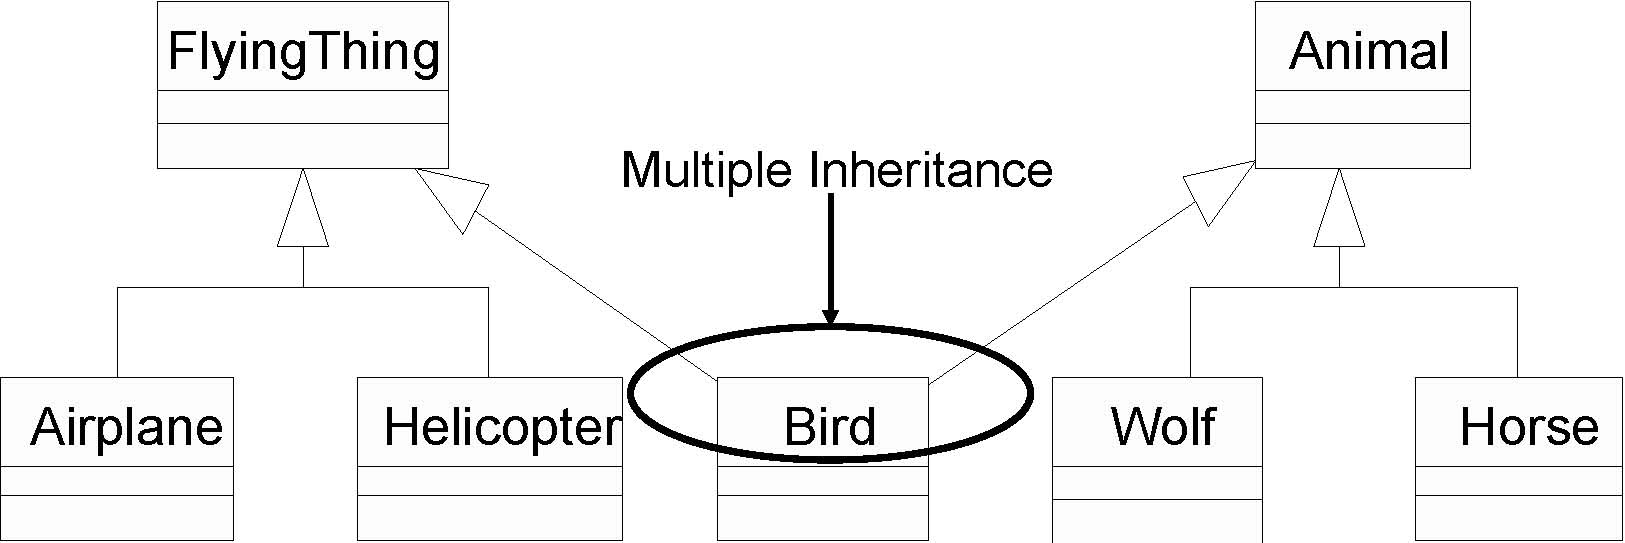 FlyingThing
Animal
Multiple Inheritance
Airplane
Helicopter
Bird
Wolf
Horse